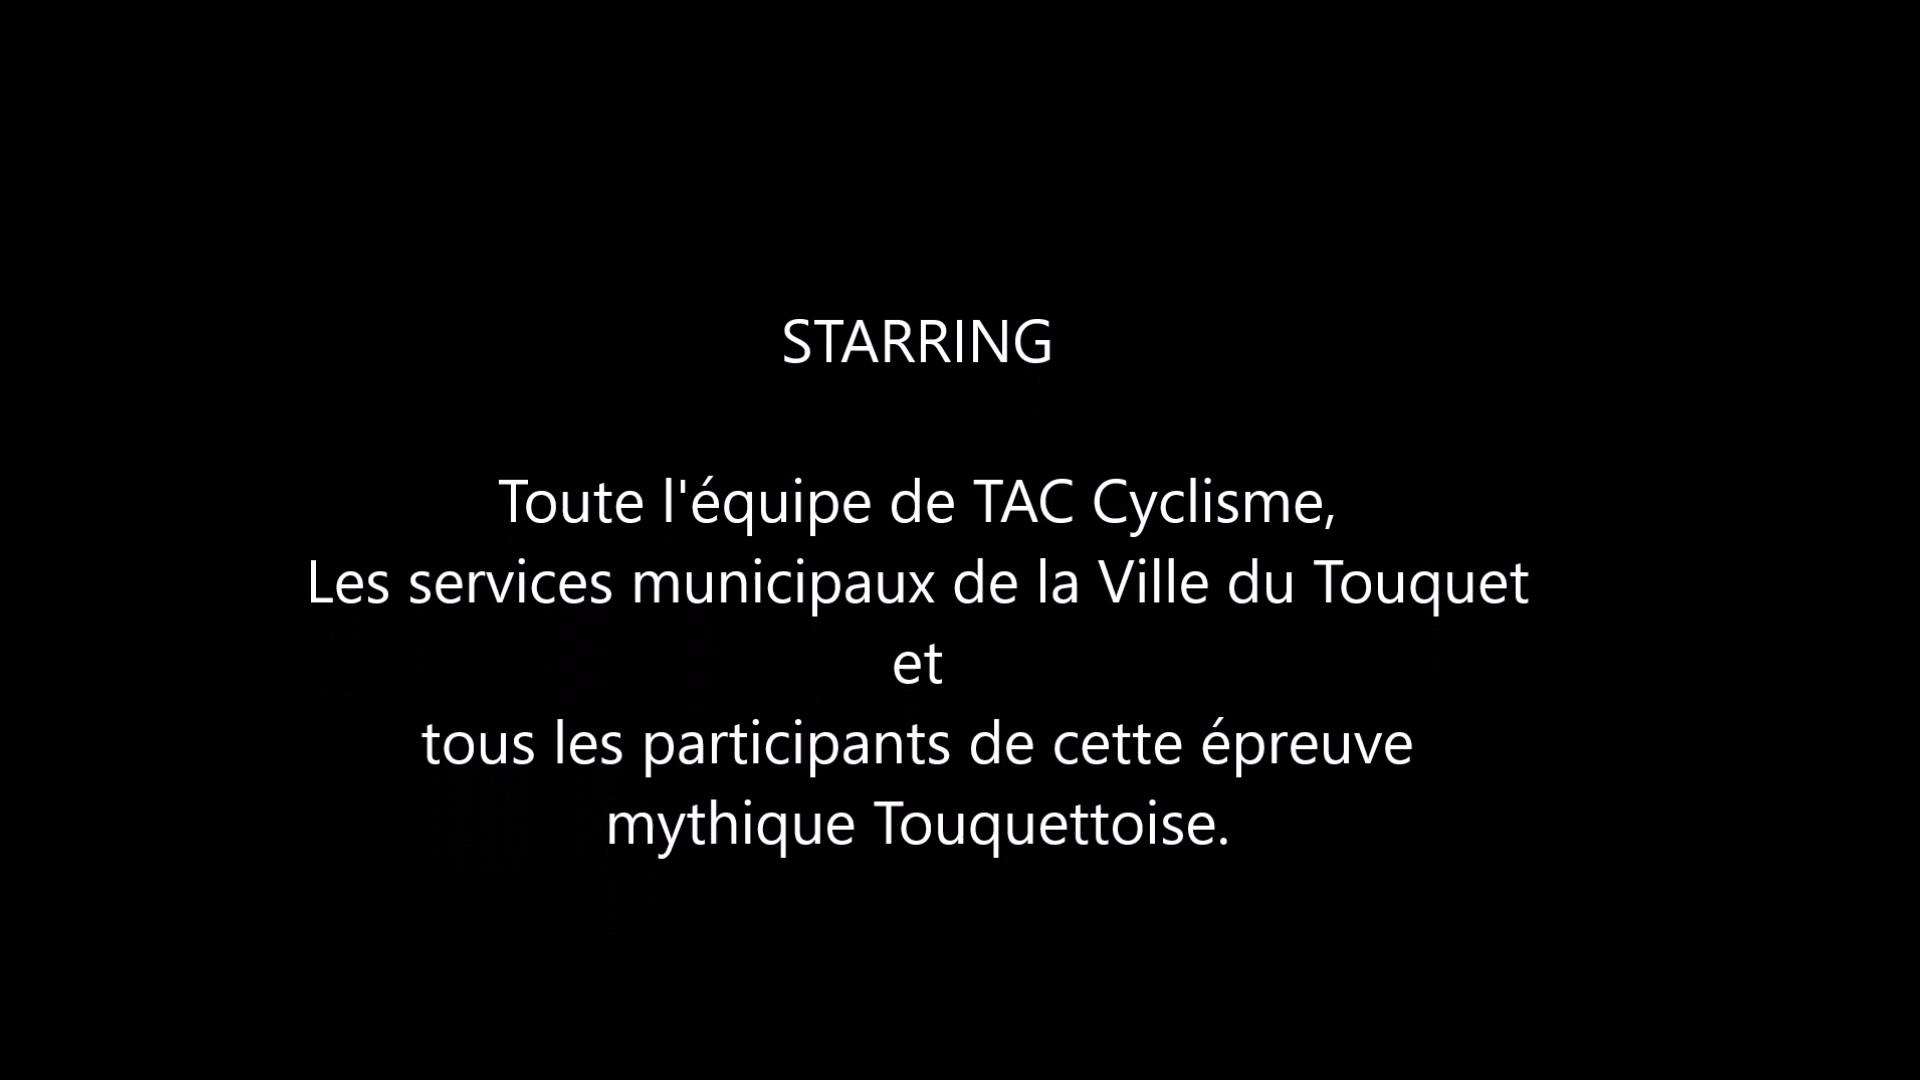 STARRING
Toute l'équipe de TAC Cyclisme,
Les services municipaux de la Ville du Touquet
et
tous les participants de cette épreuve
mythique Touquettoise.